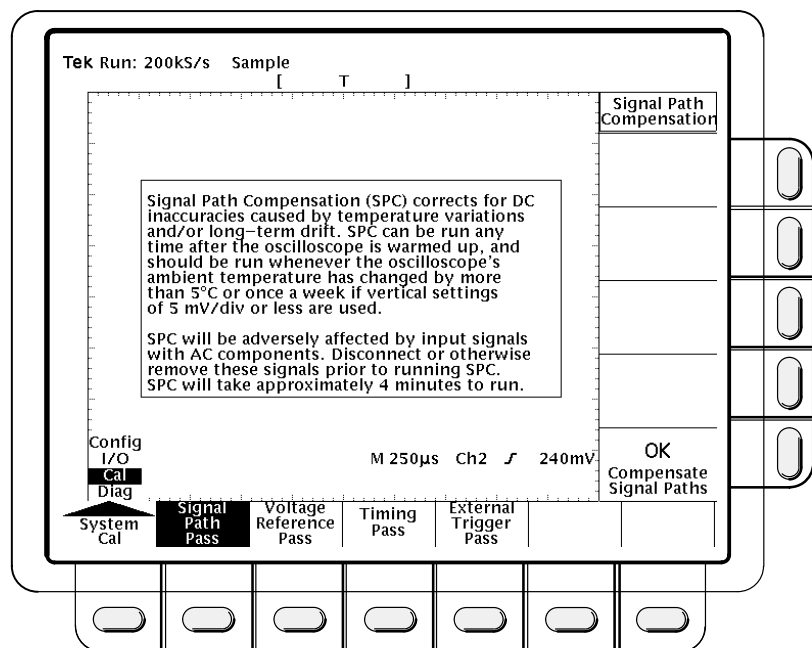 Tek Run: 200kS/s Sample
[ T ]
Signal Path
Compensation
Signal Path Compensation (SPC) corrects for DC
inaccuracies caused by temperature variations
and/or long–term drift. SPC can be run any
time after the oscilloscope is warmed up, and
should be run whenever the oscilloscope's
ambient temperature has changed by more
than 5°C or once a week if vertical settings
of 5 mV/div or less are used.
SPC will be adversely affected by input signals
with AC components. Disconnect or otherwise
remove these signals prior to running SPC.
SPC will take approximately 4 minutes to run.
Config
I/O
Cal
Diag
M 250µs Ch2 ƒ 240mV
OK
Compensate
Signal Paths
System
Cal
Signal
Path
Pass
Voltage
Reference
Pass
Timing
Pass
External
Trigger
Pass